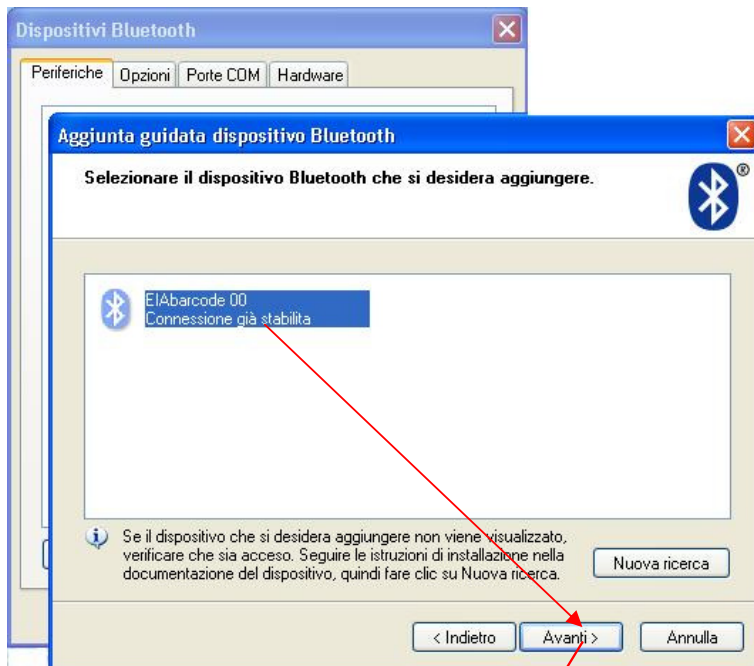 Dispositivi Bluetooth
Periferiche Opzioni Porte COM Hardware
Aggiunta guidata dispositivo Bluetooth
Selezionare il dispositivo Bluetooth che si desidera aggiungere.
®
EIAbarcode 00
Connessione già stabilita
Se il dispositivo che si desidera aggiungere non viene visualizzato,
verificare che sia acceso. Seguire le istruzioni di installazione nella
documentazione del dispositivo, quindi fare clic su Nuova ricerca.
Nuova ricerca
< Indietro Avanti > Annulla